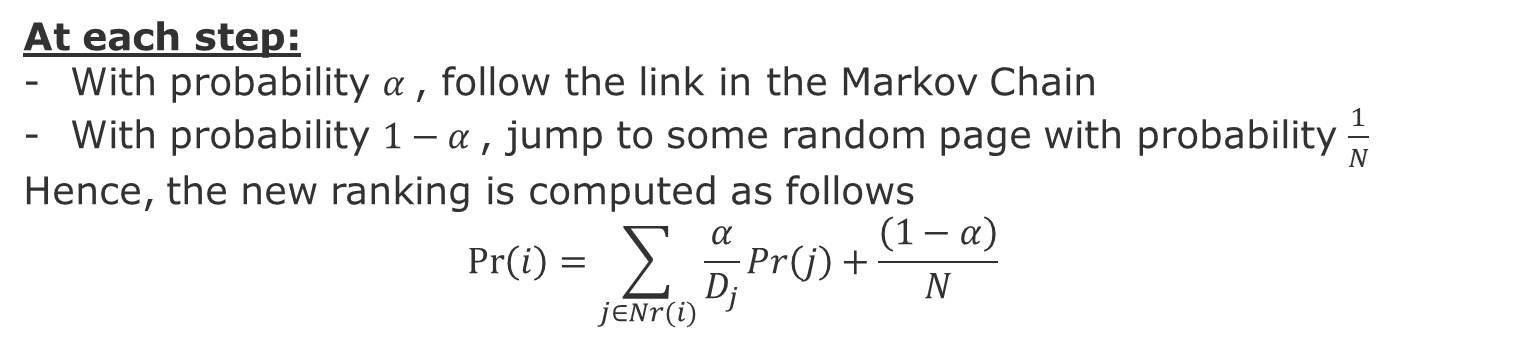 At each step:
- With probability α , follow the link in the Markov Chain
- With probability 1 − α , jump to some random page with probability 1/N
Hence, the new ranking is computed as follows
Pr(i) = ∑_{j∈Nr(i)} α/D_j Pr(j) + (1 − α)/N